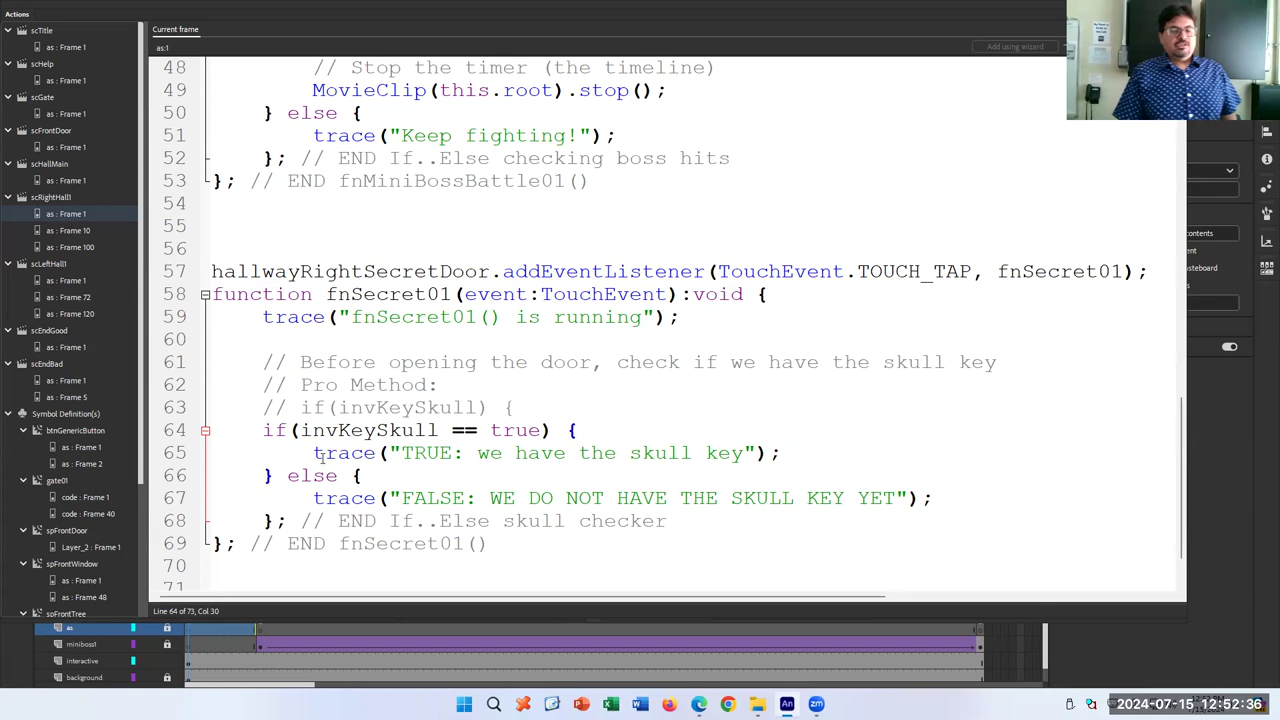 Actions
Current frame
as:1
Add using wizard
scTitle
as : Frame 1
scHelp
as : Frame 1
scGate
as : Frame 1
scFrontDoor
as : Frame 1
scHallMain
as : Frame 1
scRightHall1
as : Frame 1
as : Frame 10
as : Frame 100
scLeftHall1
as : Frame 1
as : Frame 72
as : Frame 120
scEndGood
as : Frame 1
scEndBad
as : Frame 1
as : Frame 5
Symbol Definition(s)
btnGenericButton
as : Frame 1
as : Frame 2
gate01
code : Frame 1
code : Frame 40
spFrontDoor
Layer_2 : Frame 1
spFrontWindow
as : Frame 1
as : Frame 48
spFrontTree
48 // Stop the timer (the timeline)
49 MovieClip(this.root).stop();
50 } else {
51 trace("Keep fighting!");
52 }; // END If..Else checking boss hits
53 }; // END fnMiniBossBattle01()
54
55
56
57 hallwayRightSecretDoor.addEventListener(TouchEvent.TOUCH_TAP, fnSecret01);
58 function fnSecret01(event:TouchEvent):void {
59 trace("fnSecret01() is running");
60
61 // Before opening the door, check if we have the skull key
62 // Pro Method:
63 // if(invKeySkull) {
64 if(invKeySkull == true) {
65 trace("TRUE: we have the skull key");
66 } else {
67 trace("FALSE: WE DO NOT HAVE THE SKULL KEY YET");
68 }; // END If..Else skull checker
69 }; // END fnSecret01()
70
71
Line 64 of 73, Col 30
as
miniboss1
interactive
background
2024-07-15 12:52:36